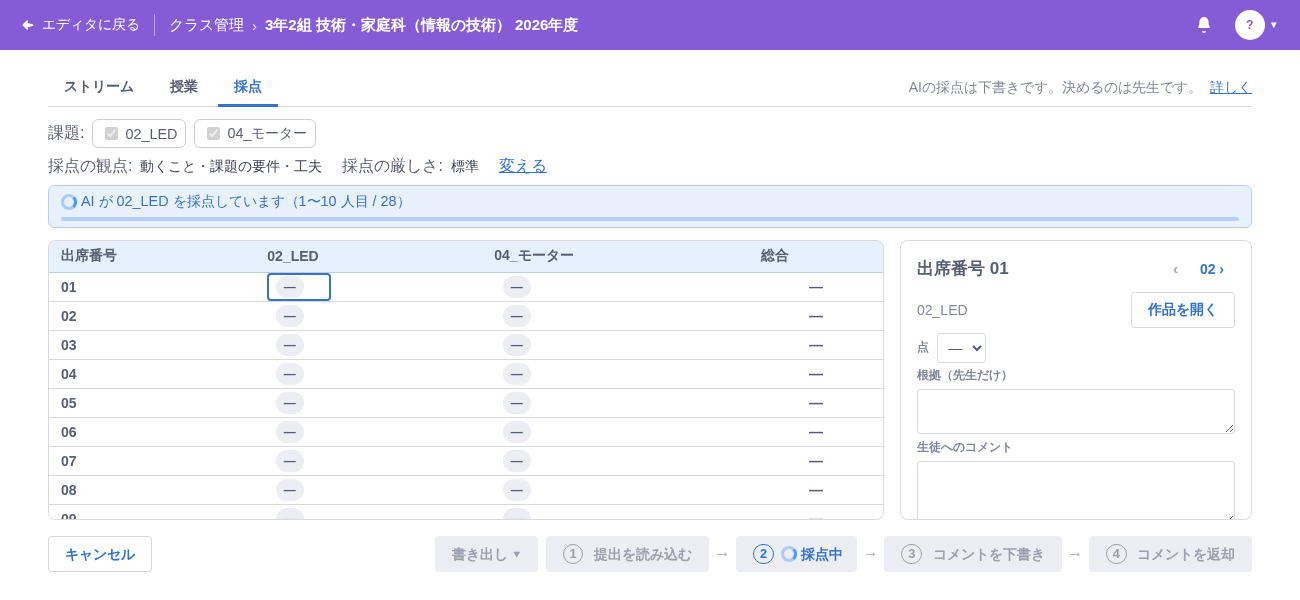 エディタに戻る クラス管理 › 3年2組 技術・家庭科（情報の技術） 2026年度 ? ▾
ストリーム 授業 採点 AIの採点は下書きです。決めるのは先生です。 詳しく
課題: 02_LED 04_モーター
採点の観点: 動くこと・課題の要件・工夫 採点の厳しさ: 標準 変える
AI が 02_LED を採点しています（1〜10 人目 / 28）
出席番号 02_LED 04_モーター 総合
01 — — —
02 — — —
03 — — —
04 — — —
05 — — —
06 — — —
07 — — —
08 — — —
09
出席番号 01 ‹ 02 ›
02_LED 作品を開く
点 —
根拠（先生だけ）
生徒へのコメント
キャンセル 書き出し ▾ 1 提出を読み込む → 2 採点中 → 3 コメントを下書き → 4 コメントを返却